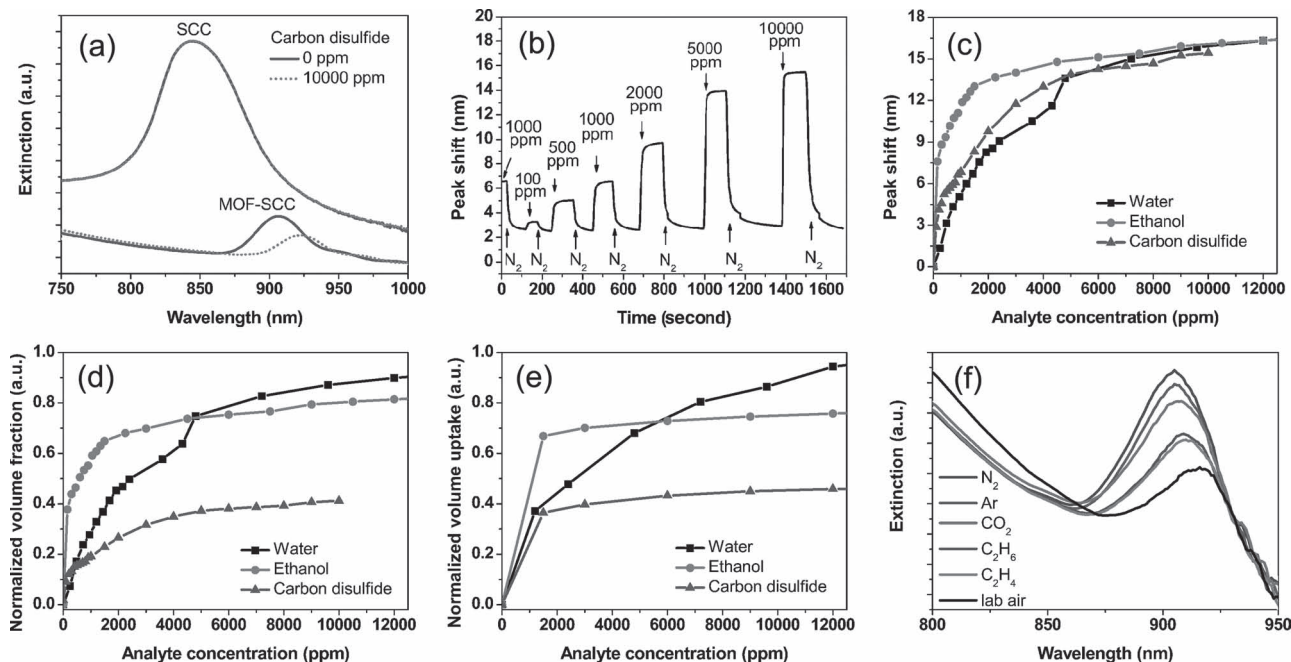 (a)
SCC
Carbon disulfide
0 ppm
10000 ppm
MOF-SCC
Extinction (a.u.)
750 800 850 900 950 1000
Wavelength (nm)
(b)
Peak shift (nm)
20
18
16
14
12
10
8
6
4
2
0
1000
ppm
100
ppm
500
ppm
1000
ppm
2000
ppm
5000
ppm
10000
ppm
N2 N2 N2 N2 N2 N2 N2
0 200 400 600 800 1000 1200 1400 1600
Time (second)
(c)
Peak shift (nm)
18
15
12
9
6
3
0
Water
Ethanol
Carbon disulfide
0 2000 4000 6000 8000 10000 12000
Analyte concentration (ppm)
(d)
Normalized volume fraction (a.u.)
1.0
0.8
0.6
0.4
0.2
0.0
Water
Ethanol
Carbon disulfide
0 2000 4000 6000 8000 10000 12000
Analyte concentration (ppm)
(e)
Normalized volume uptake (a.u.)
1.0
0.8
0.6
0.4
0.2
0.0
Water
Ethanol
Carbon disulfide
0 2000 4000 6000 8000 10000 12000
Analyte concentration (ppm)
(f)
Extinction (a.u.)
N2
Ar
CO2
C2H6
C2H4
lab air
800 850 900 950
Wavelength (nm)